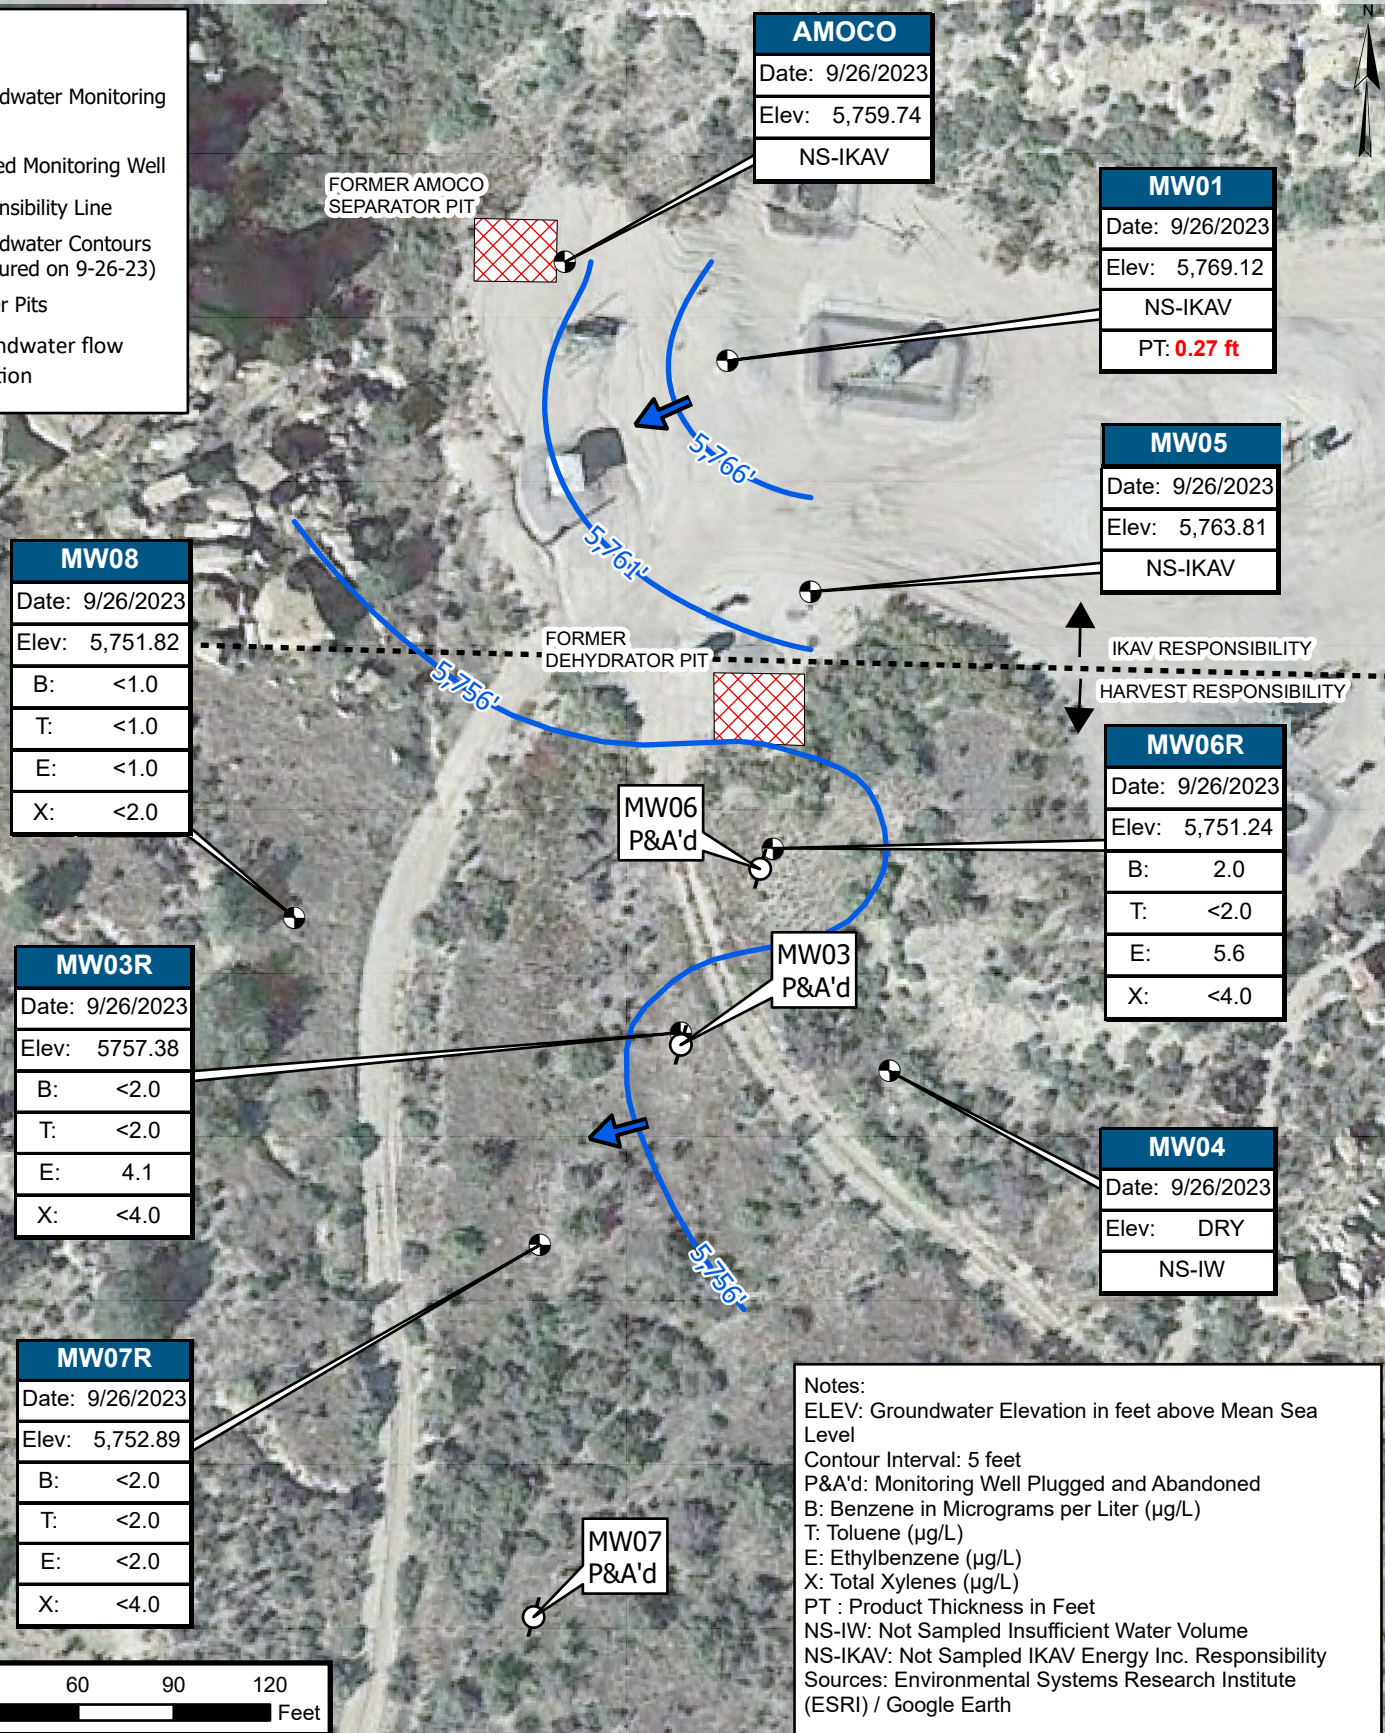 dwater Monitoring
ed Monitoring Well
nsibility Line
dwater Contours
ured on 9-26-23)
r Pits
ndwater flow
tion
N
AMOCO
Date: 9/26/2023
Elev: 5,759.74
NS-IKAV
FORMER AMOCO
SEPARATOR PIT
MW01
Date: 9/26/2023
Elev: 5,769.12
NS-IKAV
PT: 0.27 ft
5,766'
MW05
Date: 9/26/2023
Elev: 5,763.81
NS-IKAV
5,761'
MW08
Date: 9/26/2023
Elev: 5,751.82
B: <1.0
T: <1.0
E: <1.0
X: <2.0
FORMER
DEHYDRATOR PIT
IKAV RESPONSIBILITY
HARVEST RESPONSIBILITY
5,756'
MW06R
Date: 9/26/2023
Elev: 5,751.24
B: 2.0
T: <2.0
E: 5.6
X: <4.0
MW06
P&A'd
MW03
P&A'd
MW03R
Date: 9/26/2023
Elev: 5757.38
B: <2.0
T: <2.0
E: 4.1
X: <4.0
MW04
Date: 9/26/2023
Elev: DRY
NS-IW
5,756'
MW07R
Date: 9/26/2023
Elev: 5,752.89
B: <2.0
T: <2.0
E: <2.0
X: <4.0
MW07
P&A'd
Notes:
ELEV: Groundwater Elevation in feet above Mean Sea
Level
Contour Interval: 5 feet
P&A'd: Monitoring Well Plugged and Abandoned
B: Benzene in Micrograms per Liter (µg/L)
T: Toluene (µg/L)
E: Ethylbenzene (µg/L)
X: Total Xylenes (µg/L)
PT : Product Thickness in Feet
NS-IW: Not Sampled Insufficient Water Volume
NS-IKAV: Not Sampled IKAV Energy Inc. Responsibility
Sources: Environmental Systems Research Institute
(ESRI) / Google Earth
60 90 120
Feet